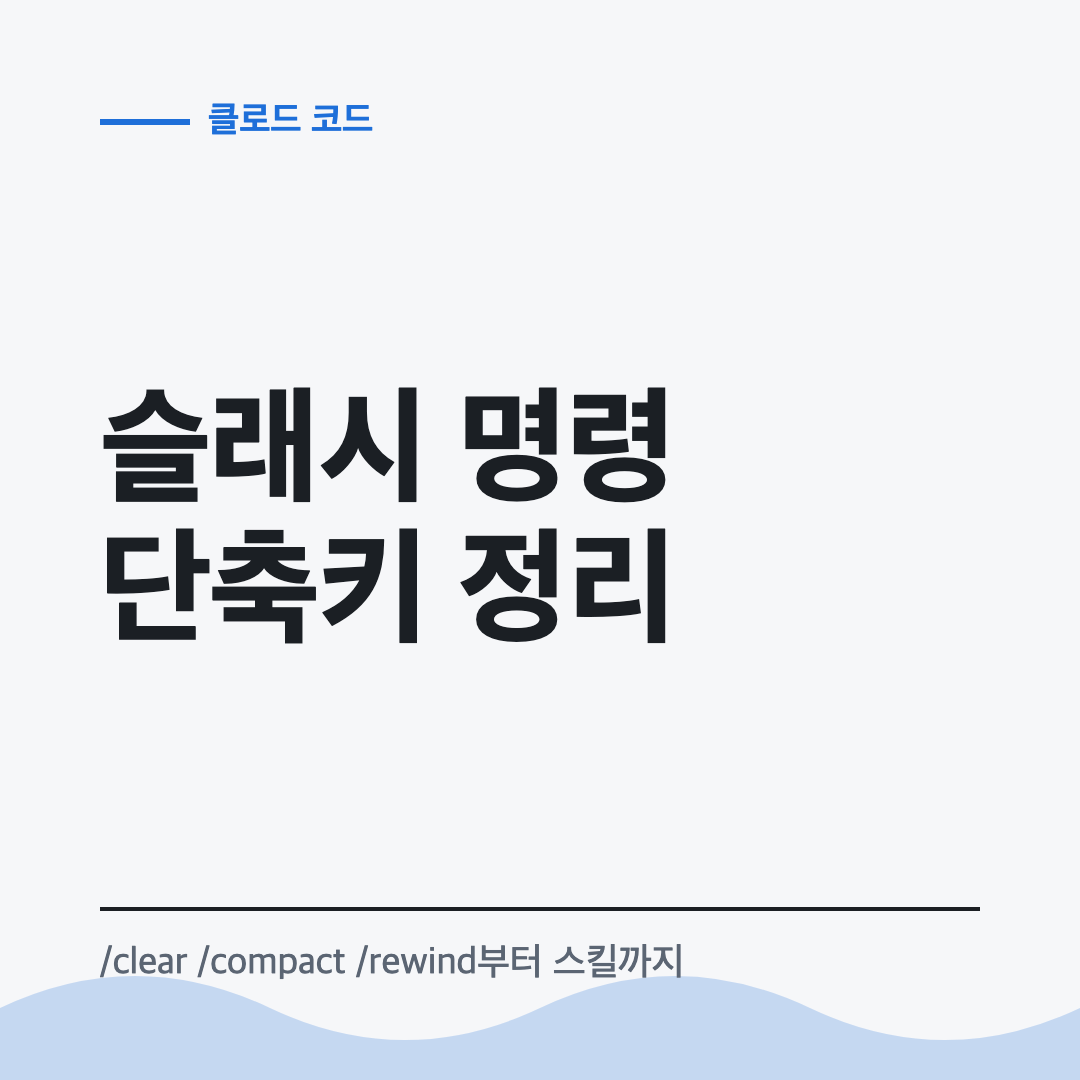 클로드 코드
슬래시 명령
단축키 정리
/clear /compact /rewind부터 스킬까지